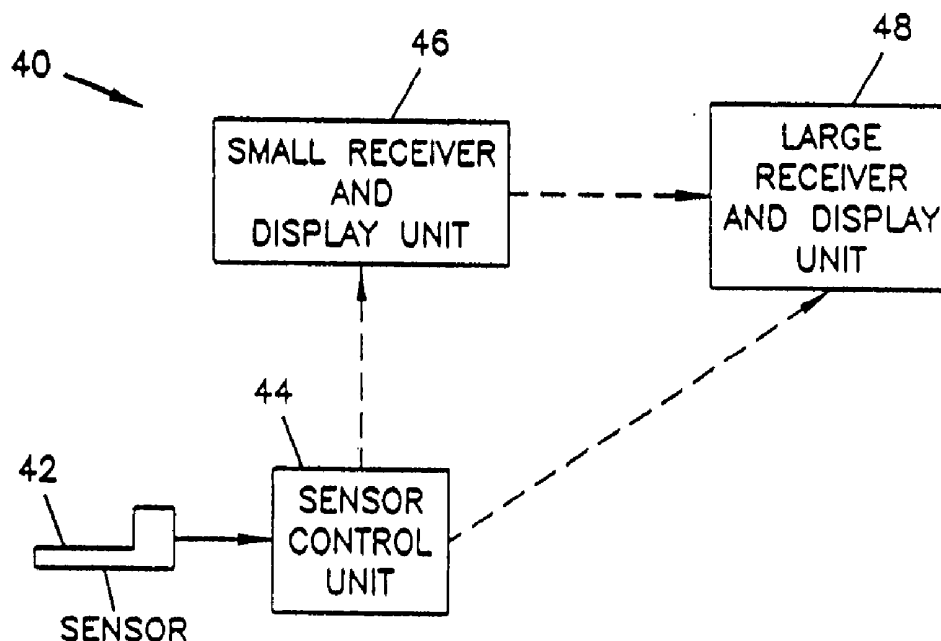 46
48
40
SMALL RECEIVER
AND
DISPLAY UNIT
LARGE
RECEIVER
AND DISPLAY
UNIT
44
42
SENSOR
CONTROL
UNIT
SENSOR